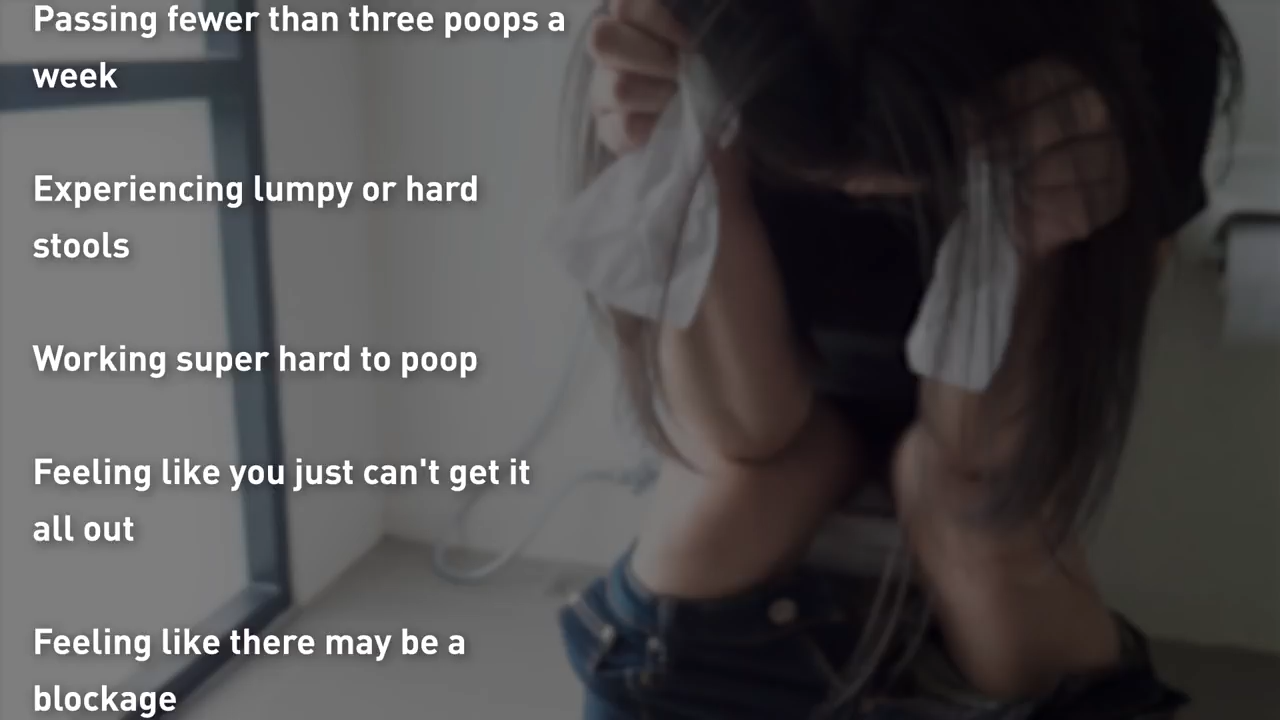 Passing fewer than three poops a
week
Experiencing lumpy or hard
stools
Working super hard to poop
Feeling like you just can't get it
all out
Feeling like there may be a
blockage